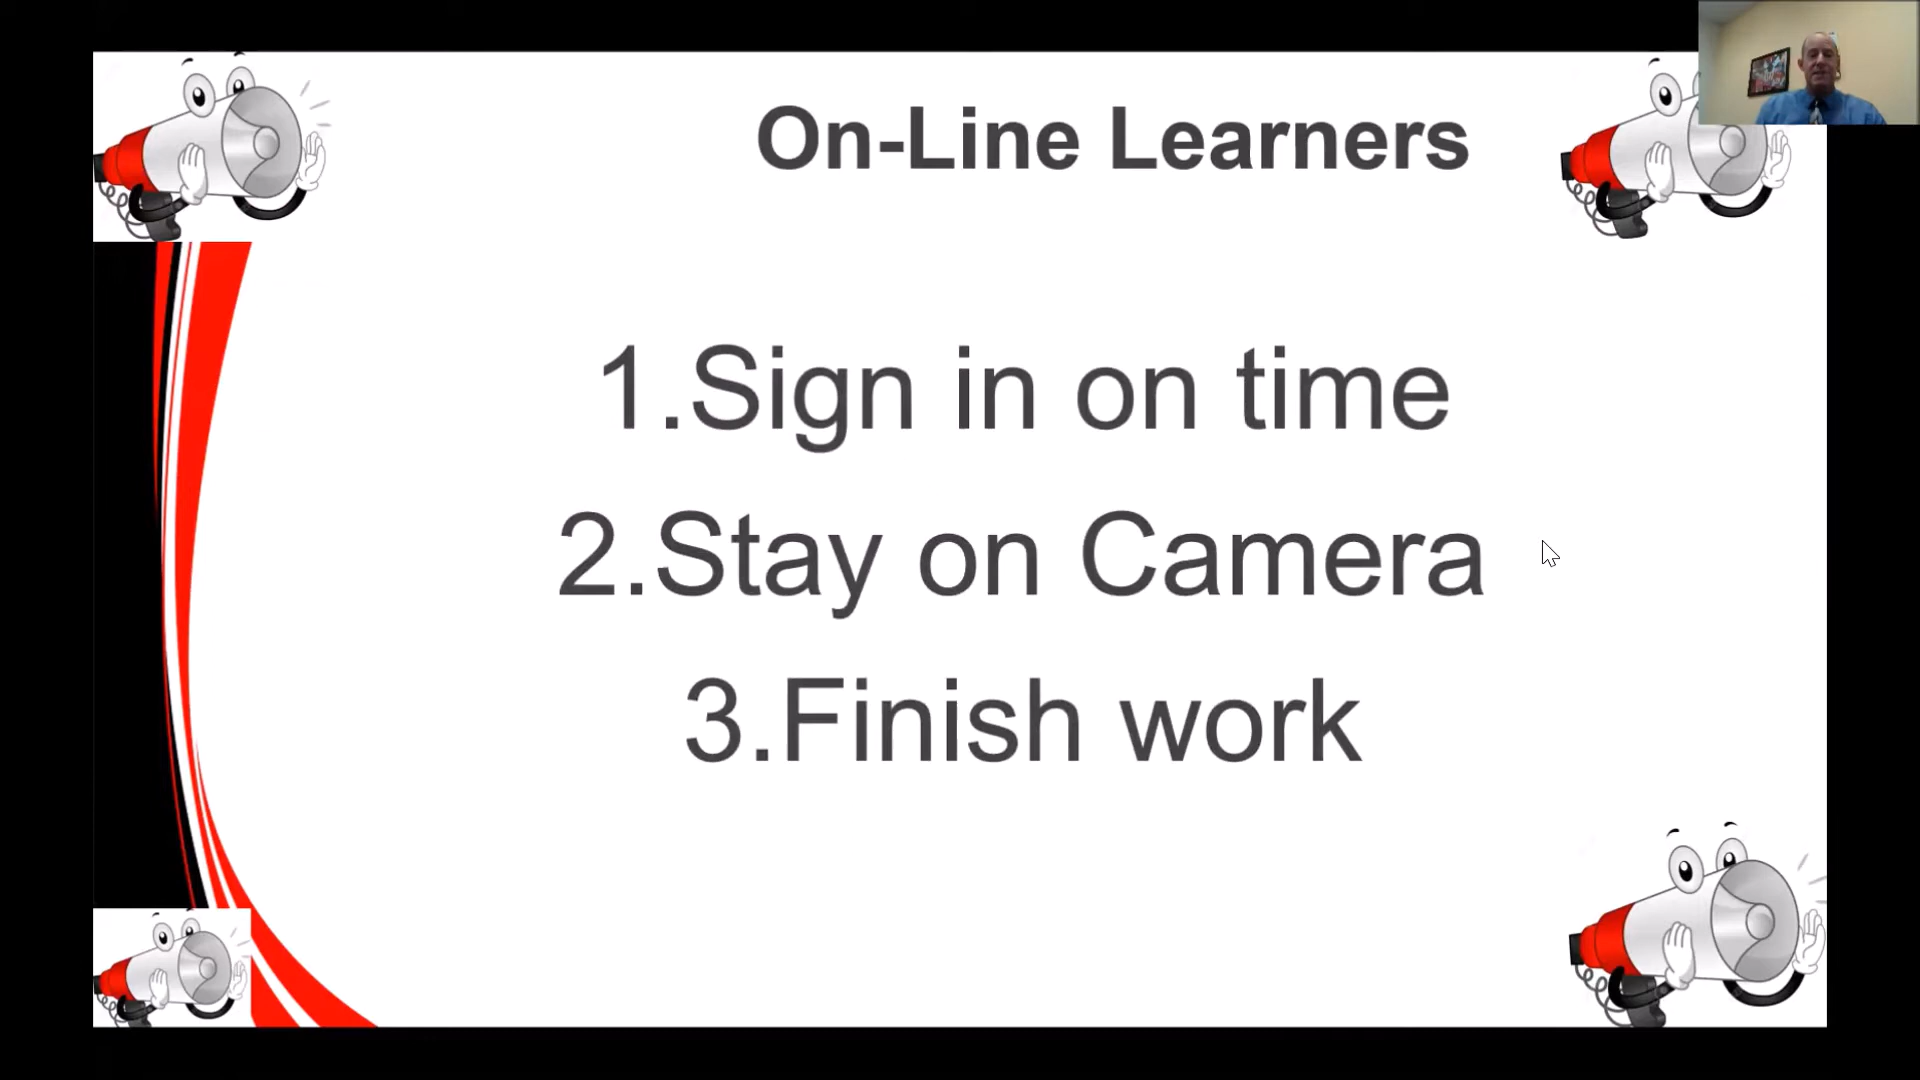 On-Line Learners
1.Sign in on time
2.Stay on Camera
3.Finish work